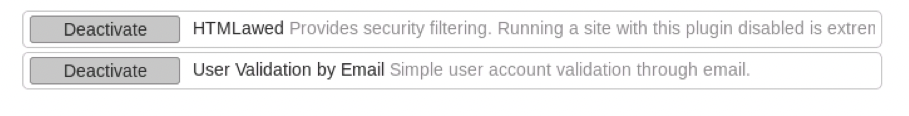 Deactivate HTMLawed Provides security filtering. Running a site with this plugin disabled is extrem
Deactivate User Validation by Email Simple user account validation through email.